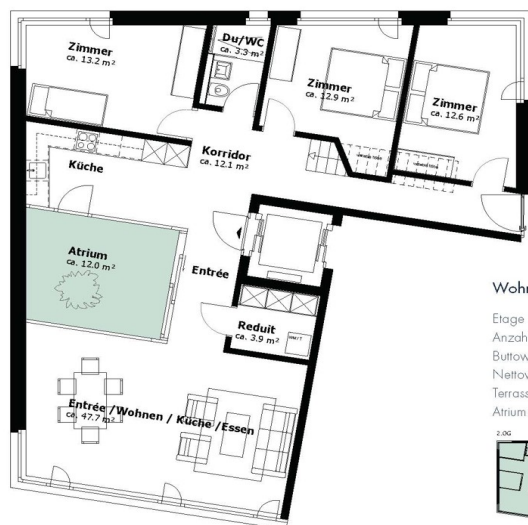 Zimmer
ca. 13.2 m²
Du/WC
ca. 3.3 m²
Zimmer
ca. 12.9 m²
Zimmer
ca. 12.6 m²
Korridor
ca. 12.1 m²
Küche
Atrium
ca. 12.0 m²
Entrée
Reduit
ca. 3.9 m²
Entrée /Wohnen / Küche /Essen
ca. 47.7 m²
Wohn
Etage
Anzah
Buttow
Nettow
Terrass
Atrium
2.OG